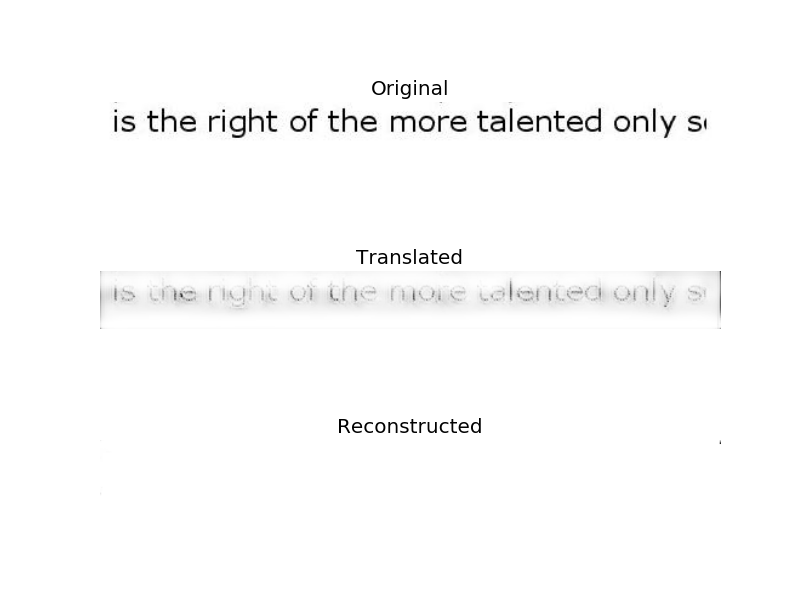 Original
is the right of the more talented only
Translated
is the right of the more talented only
Reconstructed